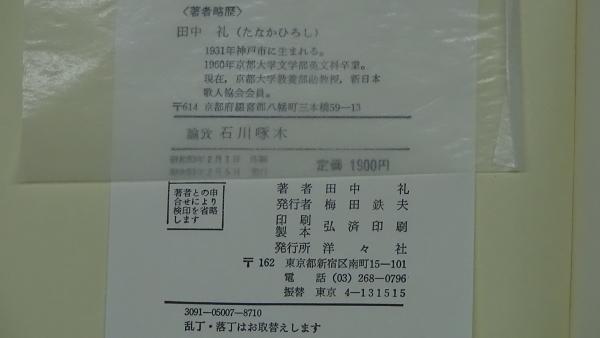 〈著者略歴〉
田中 礼（たなかひろし）
1931年神戸市に生まれる。
1960年京都大学文学部英文科卒業。
現在，京都大学教養部助教授，新日本
歌人協会会員。
〒614 京都府綴喜郡八幡町三本橋59—13
論攷 石川啄木
定価 1900円
著者との申
合せにより
検印を省略
します
著者 田中 礼
発行者 梅田鉄夫
印刷
製本 弘済印刷
発行所 洋々社
〒162 東京都新宿区南町15—101
電話 (03) 268—0796
振替 東京 4—131515
3091—05007—8710
乱丁・落丁はお取替えします